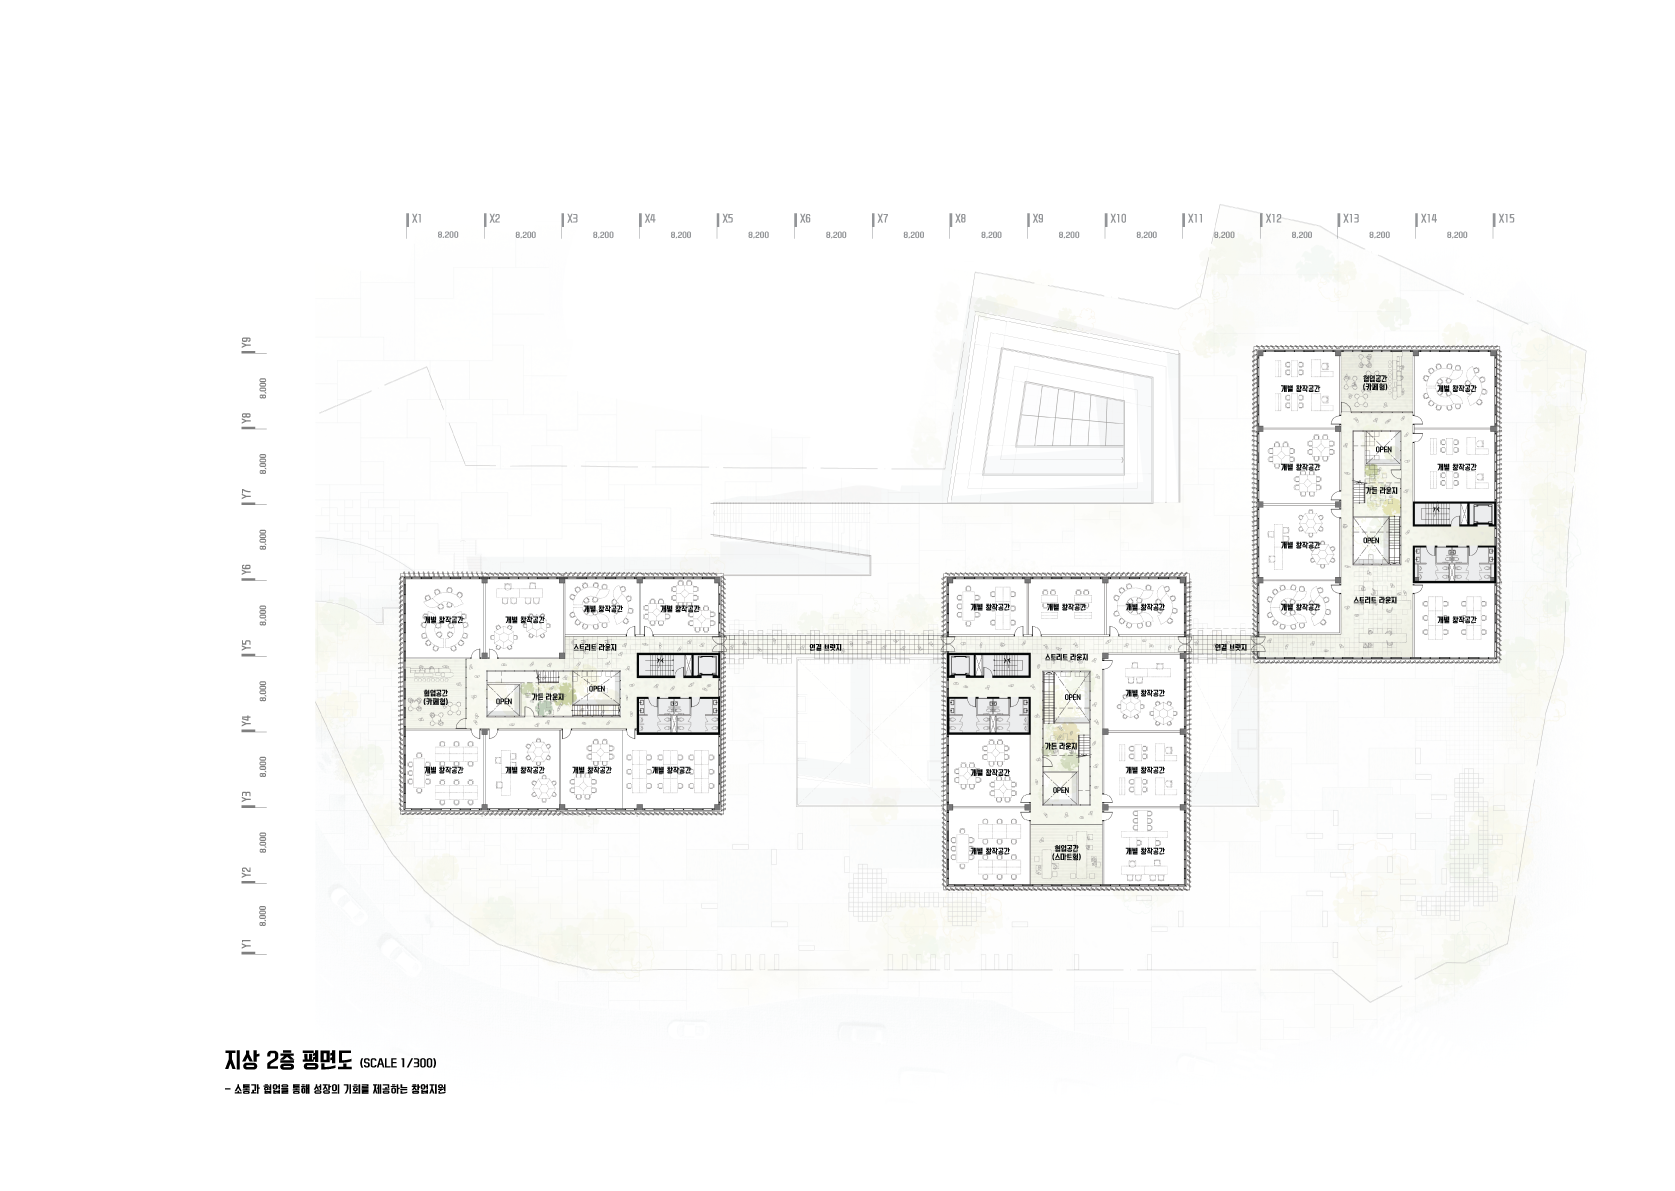 X1 X2 X3 X4 X5 X6 X7 X8 X9 X10 X11 X12 X13 X14 X15
8,200 8,200 8,200 8,200 8,200 8,200 8,200 8,200 8,200 8,200 8,200 8,200 8,200 8,200
Y9
8,000
Y8
8,000
Y7
8,000
Y6
8,000
Y5
8,000
Y4
8,000
Y3
8,000
Y2
8,000
Y1
개별 창작공간
개별 창작공간
개별 창작공간
개별 창작공간
스트리트 라운지
협업공간
(카페형)
OPEN
가든 라운지
OPEN
개별 창작공간
개별 창작공간
개별 창작공간
개별 창작공간
연결 브릿지
개별 창작공간
개별 창작공간
개별 창작공간
스트리트 라운지
개별 창작공간
OPEN
가든 라운지
개별 창작공간
개별 창작공간
OPEN
개별 창작공간
협업공간
(스마트형)
개별 창작공간
연결 브릿지
개별 창작공간
협업공간
(카페형)
개별 창작공간
OPEN
개별 창작공간
개별 창작공간
가든 라운지
개별 창작공간
OPEN
개별 창작공간
스트리트 라운지
개별 창작공간
지상 2층 평면도 (SCALE 1/300)
- 소통과 협업을 통해 성장의 기회를 제공하는 창업지원